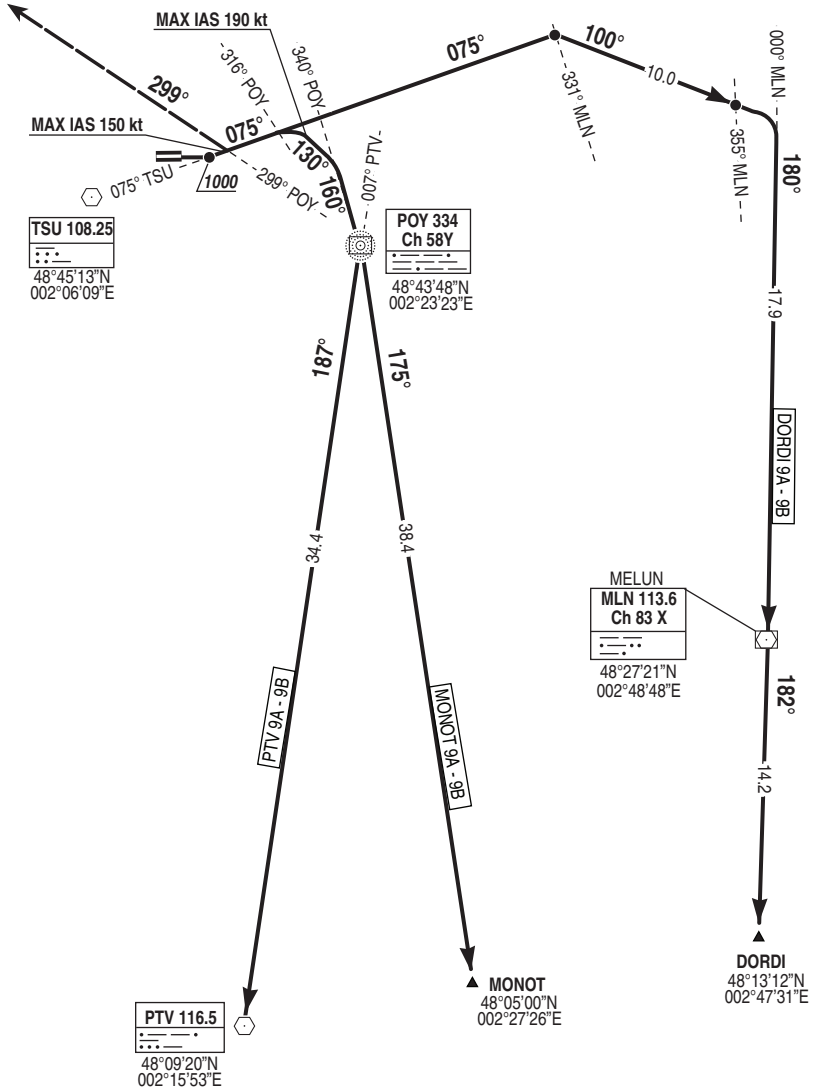 MAX IAS 190 kt
075°
100°
10.0
000° MLN
299°
316° POY
340° POY
331° MLN
355° MLN
MAX IAS 150 kt
075°
130°
160°
007° PTV
180°
075° TSU
1000
299° POY
TSU 108.25
48°45'13"N
002°06'09"E
POY 334
Ch 58Y
48°43'48"N
002°23'23"E
187°
175°
17.9
DORDI 9A - 9B
34.4
38.4
MELUN
MLN 113.6
Ch 83 X
48°27'21"N
002°48'48"E
182°
PTV 9A - 9B
MONOT 9A - 9B
14.2
DORDI
48°13'12"N
002°47'31"E
MONOT
48°05'00"N
002°27'26"E
PTV 116.5
48°09'20"N
002°15'53"E